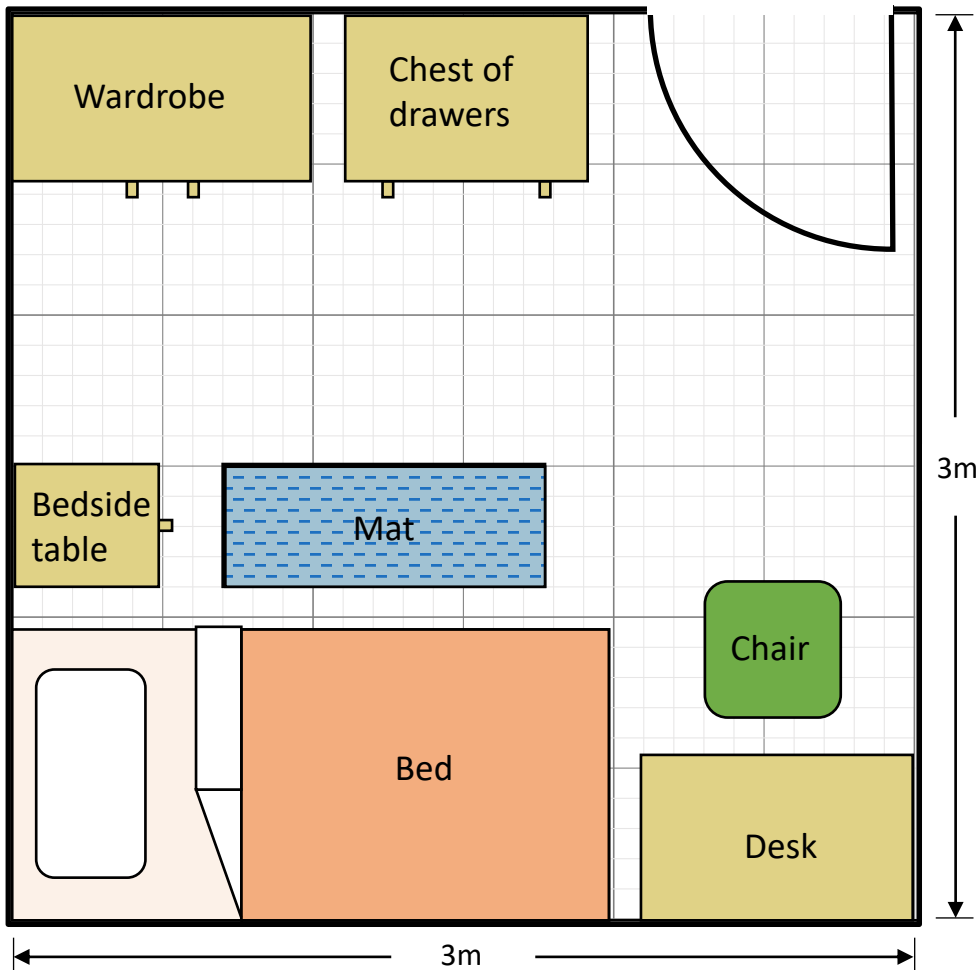 Wardrobe
Chest of
drawers
3m
Bedside
table
Mat
Chair
Bed
Desk
3m